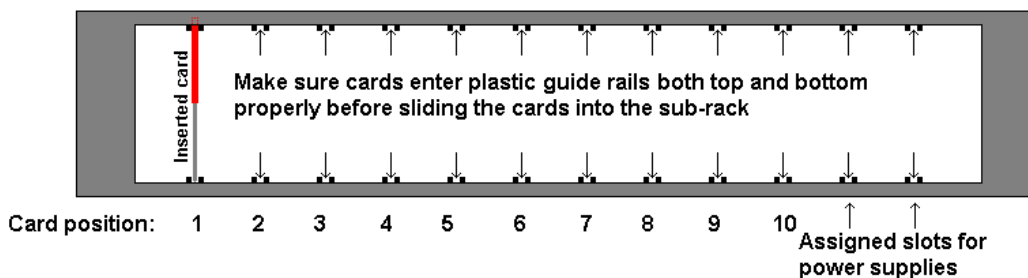 Inserted card
Make sure cards enter plastic guide rails both top and bottom
properly before sliding the cards into the sub-rack
Card position: 1 2 3 4 5 6 7 8 9 10
Assigned slots for
power supplies